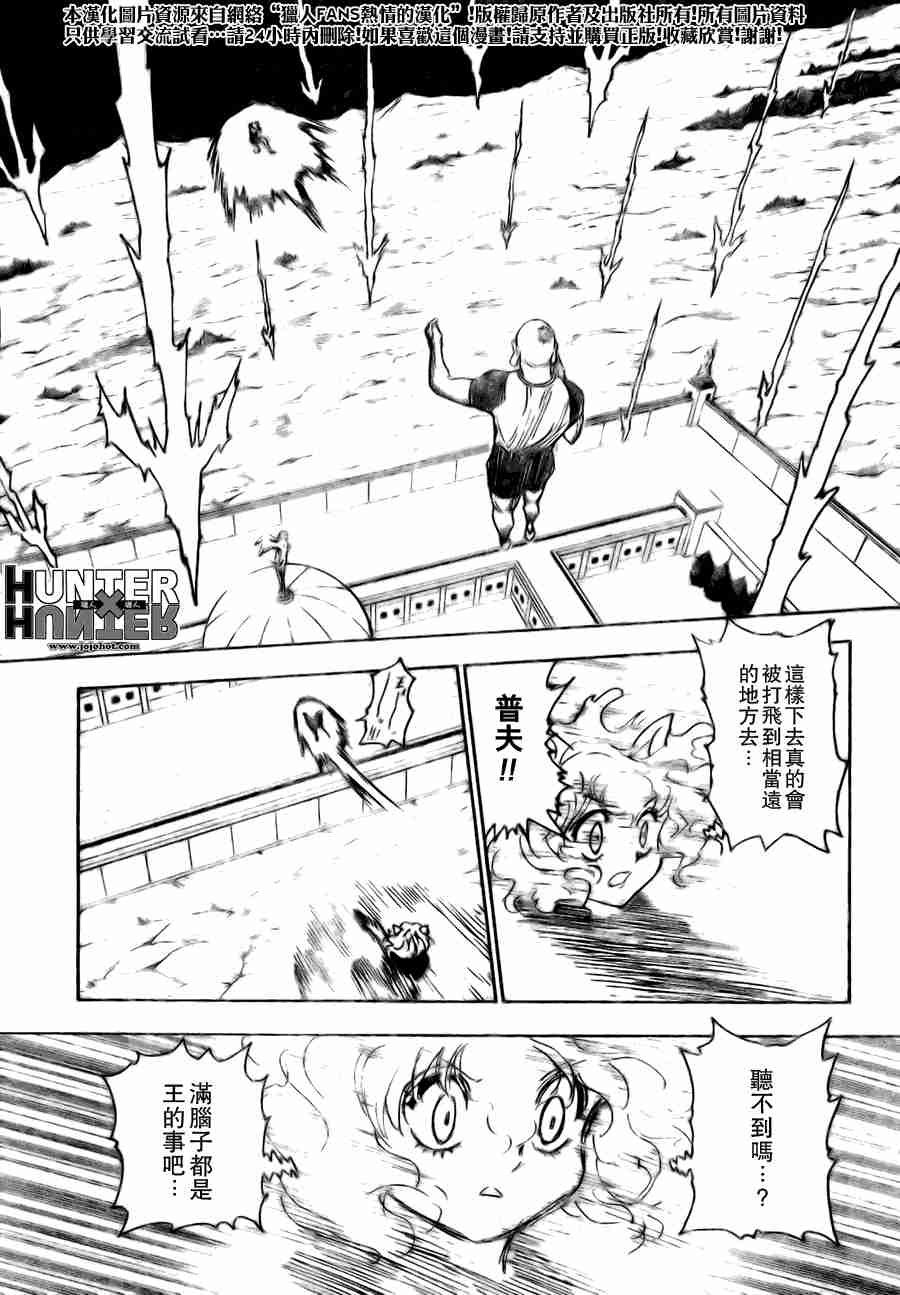 本漢化圖片資源來自網絡“獵人FANS熱情的漢化”!版權歸原作者及出版社所有!所有圖片資料
只供學習交流試看…請24小時內刪除!如果喜歡這個漫畫!請支持並購買正版!收藏欣賞!謝謝!
HUNTER
×
HUNTER
www.jojohot.com
這樣下去真的會
被打飛到相當遠
的地方去…
普夫!!
聽不到嗎…?
滿腦子都是
王的事吧…